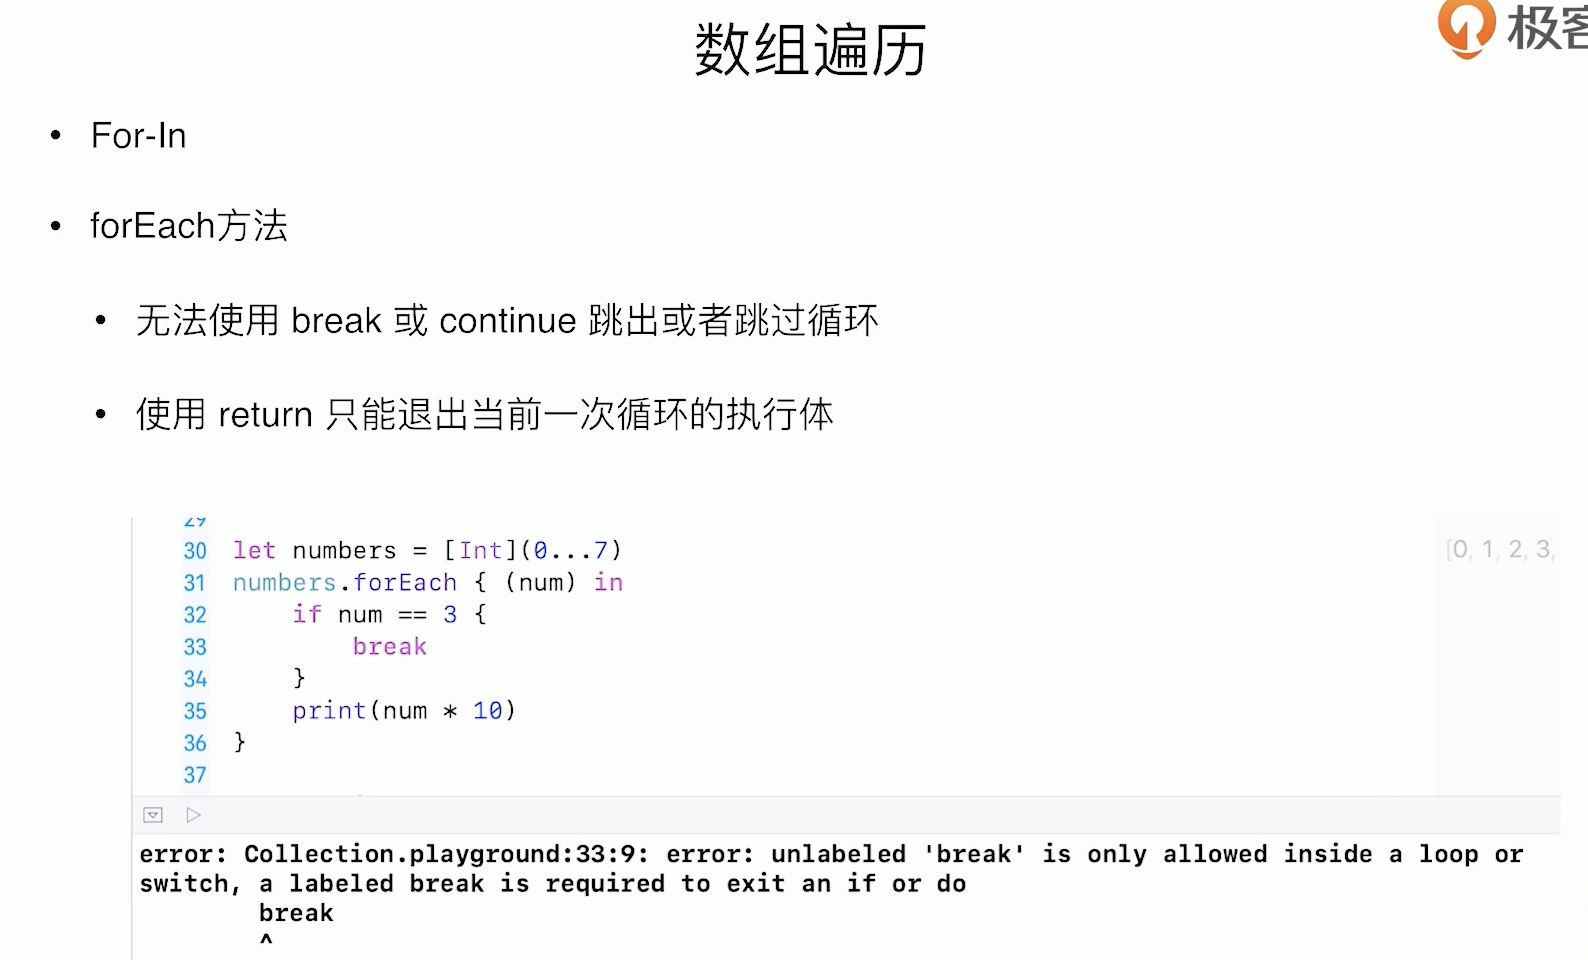 数组遍历
极客
• For-In
• forEach方法
• 无法使用 break 或 continue 跳出或者跳过循环
• 使用 return 只能退出当前一次循环的执行体
29
30 let numbers = [Int](0...7)
[0, 1, 2, 3,
31 numbers.forEach { (num) in
32     if num == 3 {
33         break
34     }
35     print(num * 10)
36 }
37
error: Collection.playground:33:9: error: unlabeled 'break' is only allowed inside a loop or
switch, a labeled break is required to exit an if or do
        break
        ^